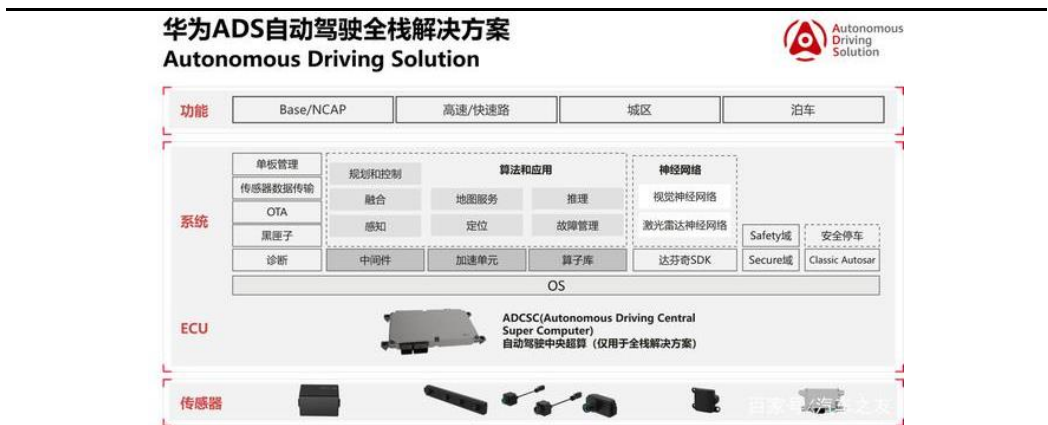 华为ADS自动驾驶全栈解决方案
Autonomous Driving Solution
Autonomous
Driving
Solution
功能
Base/NCAP
高速/快速路
城区
泊车
系统
单板管理
传感器数据传输
OTA
黑匣子
诊断
算法和应用
规划和控制
融合
地图服务
推理
感知
定位
故障管理
中间件
加速单元
算子库
神经网络
视觉神经网络
激光雷达神经网络
达芬奇SDK
Safety域
安全停车
Secure域
Classic Autosar
OS
ECU
ADCSC(Autonomous Driving Central
Super Computer)
自动驾驶中央超算（仅用于全栈解决方案）
传感器
百家号/汽车之友